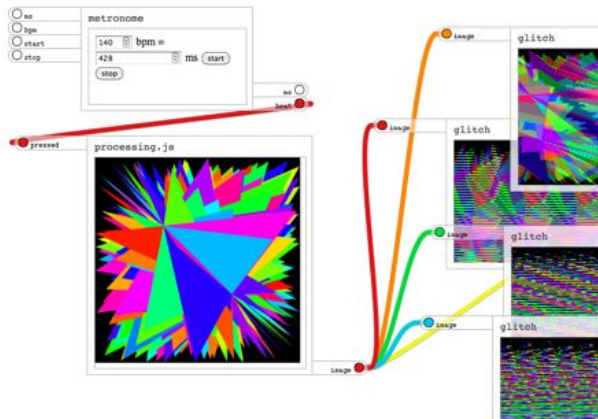 ms
bpm
start
stop
metronome
140 bpm =
428 ms start
stop
ms
beat
pressed
processing.js
image
image
glitch
image
glitch
image
glitch
image
glitch